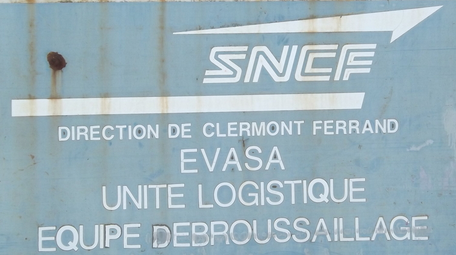 SNCF
DIRECTION DE CLERMONT FERRAND
EVASA
UNITE LOGISTIQUE
EQUIPE DEBROUSSAILLAGE